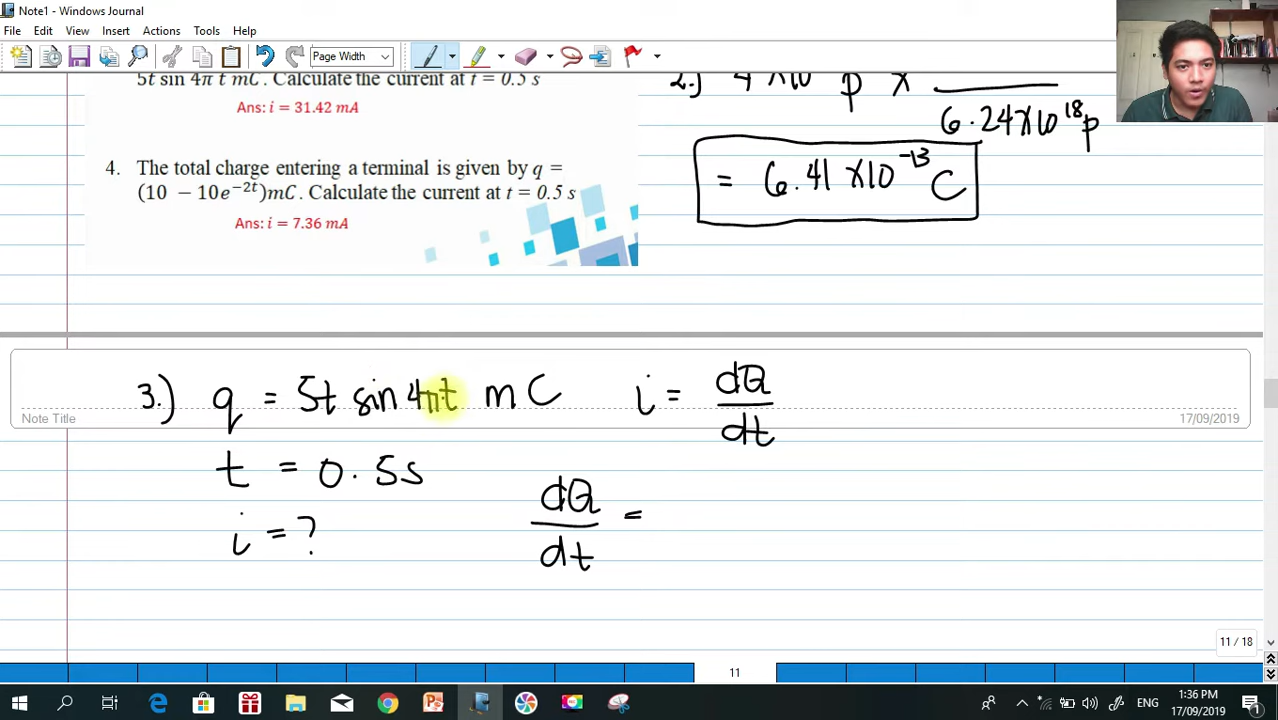 Note1 - Windows Journal
File Edit View Insert Actions Tools Help
Page Width
5t sin 4π t mC. Calculate the current at t = 0.5 s
Ans: i = 31.42 mA
4. The total charge entering a terminal is given by q =
(10 − 10e⁻²ᵗ)mC. Calculate the current at t = 0.5 s
Ans: i = 7.36 mA
2.) 4 x10 p x
6.24x10¹⁸p
= 6.41 x10⁻¹³ C
3.) q = 5t sin 4πt mC i = dQ/dt
Note Title 17/09/2019
t = 0.5s
i = ?
dQ/dt =
11 / 18
11
ENG
1:36 PM
17/09/2019
1